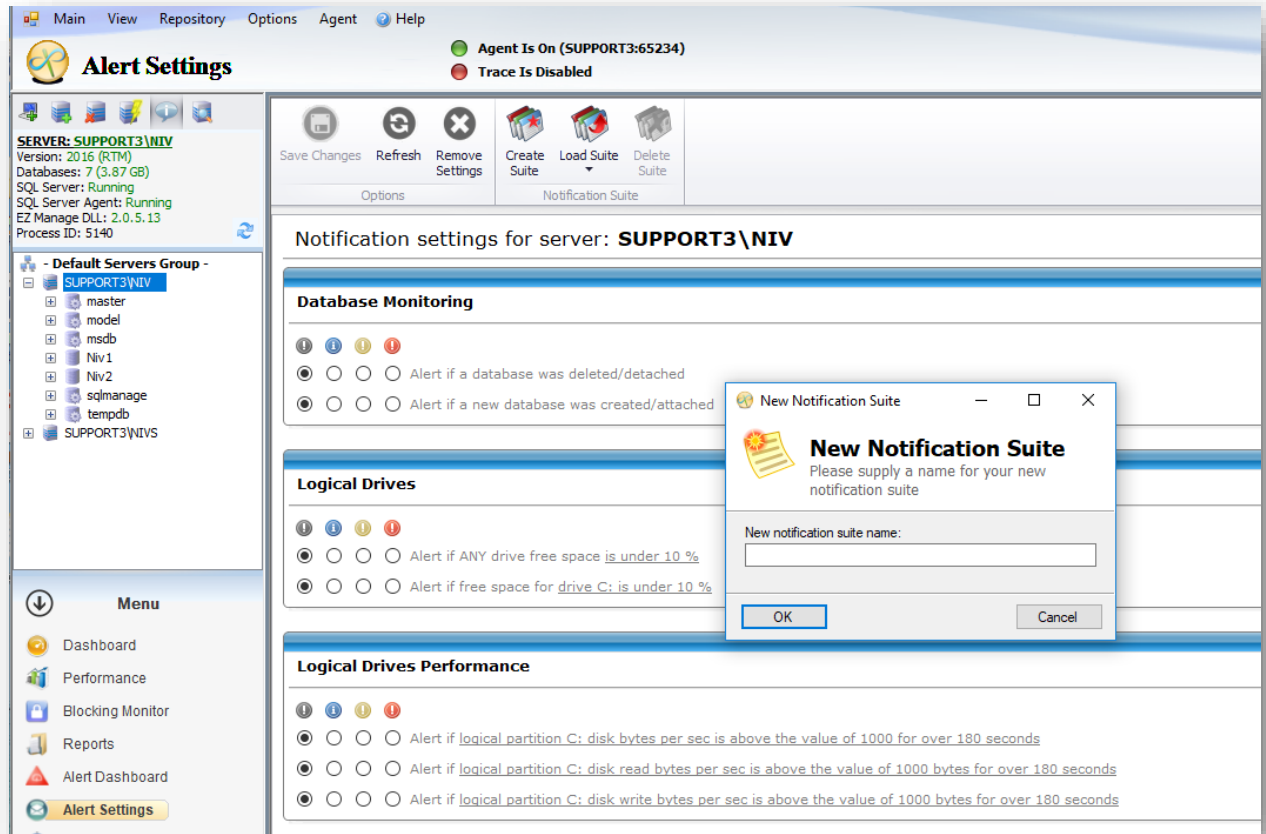 Main View Repository Options Agent Help
Alert Settings
Agent Is On (SUPPORT3:65234)
Trace Is Disabled
SERVER: SUPPORT3\NIV
Version: 2016 (RTM)
Databases: 7 (3.87 GB)
SQL Server: Running
SQL Server Agent: Running
EZ Manage DLL: 2.0.5.13
Process ID: 5140
- Default Servers Group -
SUPPORT3\NIV
master
model
msdb
Niv1
Niv2
sqlmanage
tempdb
SUPPORT3\NIVS
Menu
Dashboard
Performance
Blocking Monitor
Reports
Alert Dashboard
Alert Settings
Save Changes
Refresh
Remove
Settings
Options
Create
Suite
Load Suite
Delete
Suite
Notification Suite
Notification settings for server: SUPPORT3\NIV
Database Monitoring
Alert if a database was deleted/detached
Alert if a new database was created/attached
Logical Drives
Alert if ANY drive free space is under 10 %
Alert if free space for drive C: is under 10 %
Logical Drives Performance
Alert if logical partition C: disk bytes per sec is above the value of 1000 for over 180 seconds
Alert if logical partition C: disk read bytes per sec is above the value of 1000 bytes for over 180 seconds
Alert if logical partition C: disk write bytes per sec is above the value of 1000 bytes for over 180 seconds
New Notification Suite
New Notification Suite
Please supply a name for your new
notification suite
New notification suite name:
OK
Cancel